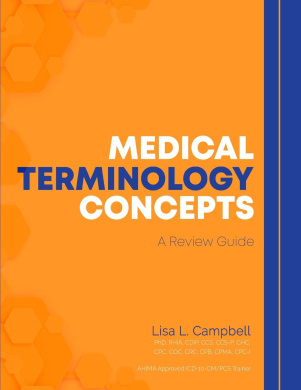 MEDICAL
TERMINOLOGY
CONCEPTS
A Review Guide
Lisa L. Campbell
PhD, RHIA, CDIP, CCS, CCS-P, CHC,
CPC, COC, CRC, CPB, CPMA, CPC-I
AHIMA Approved ICD-10-CM/PCS Trainer